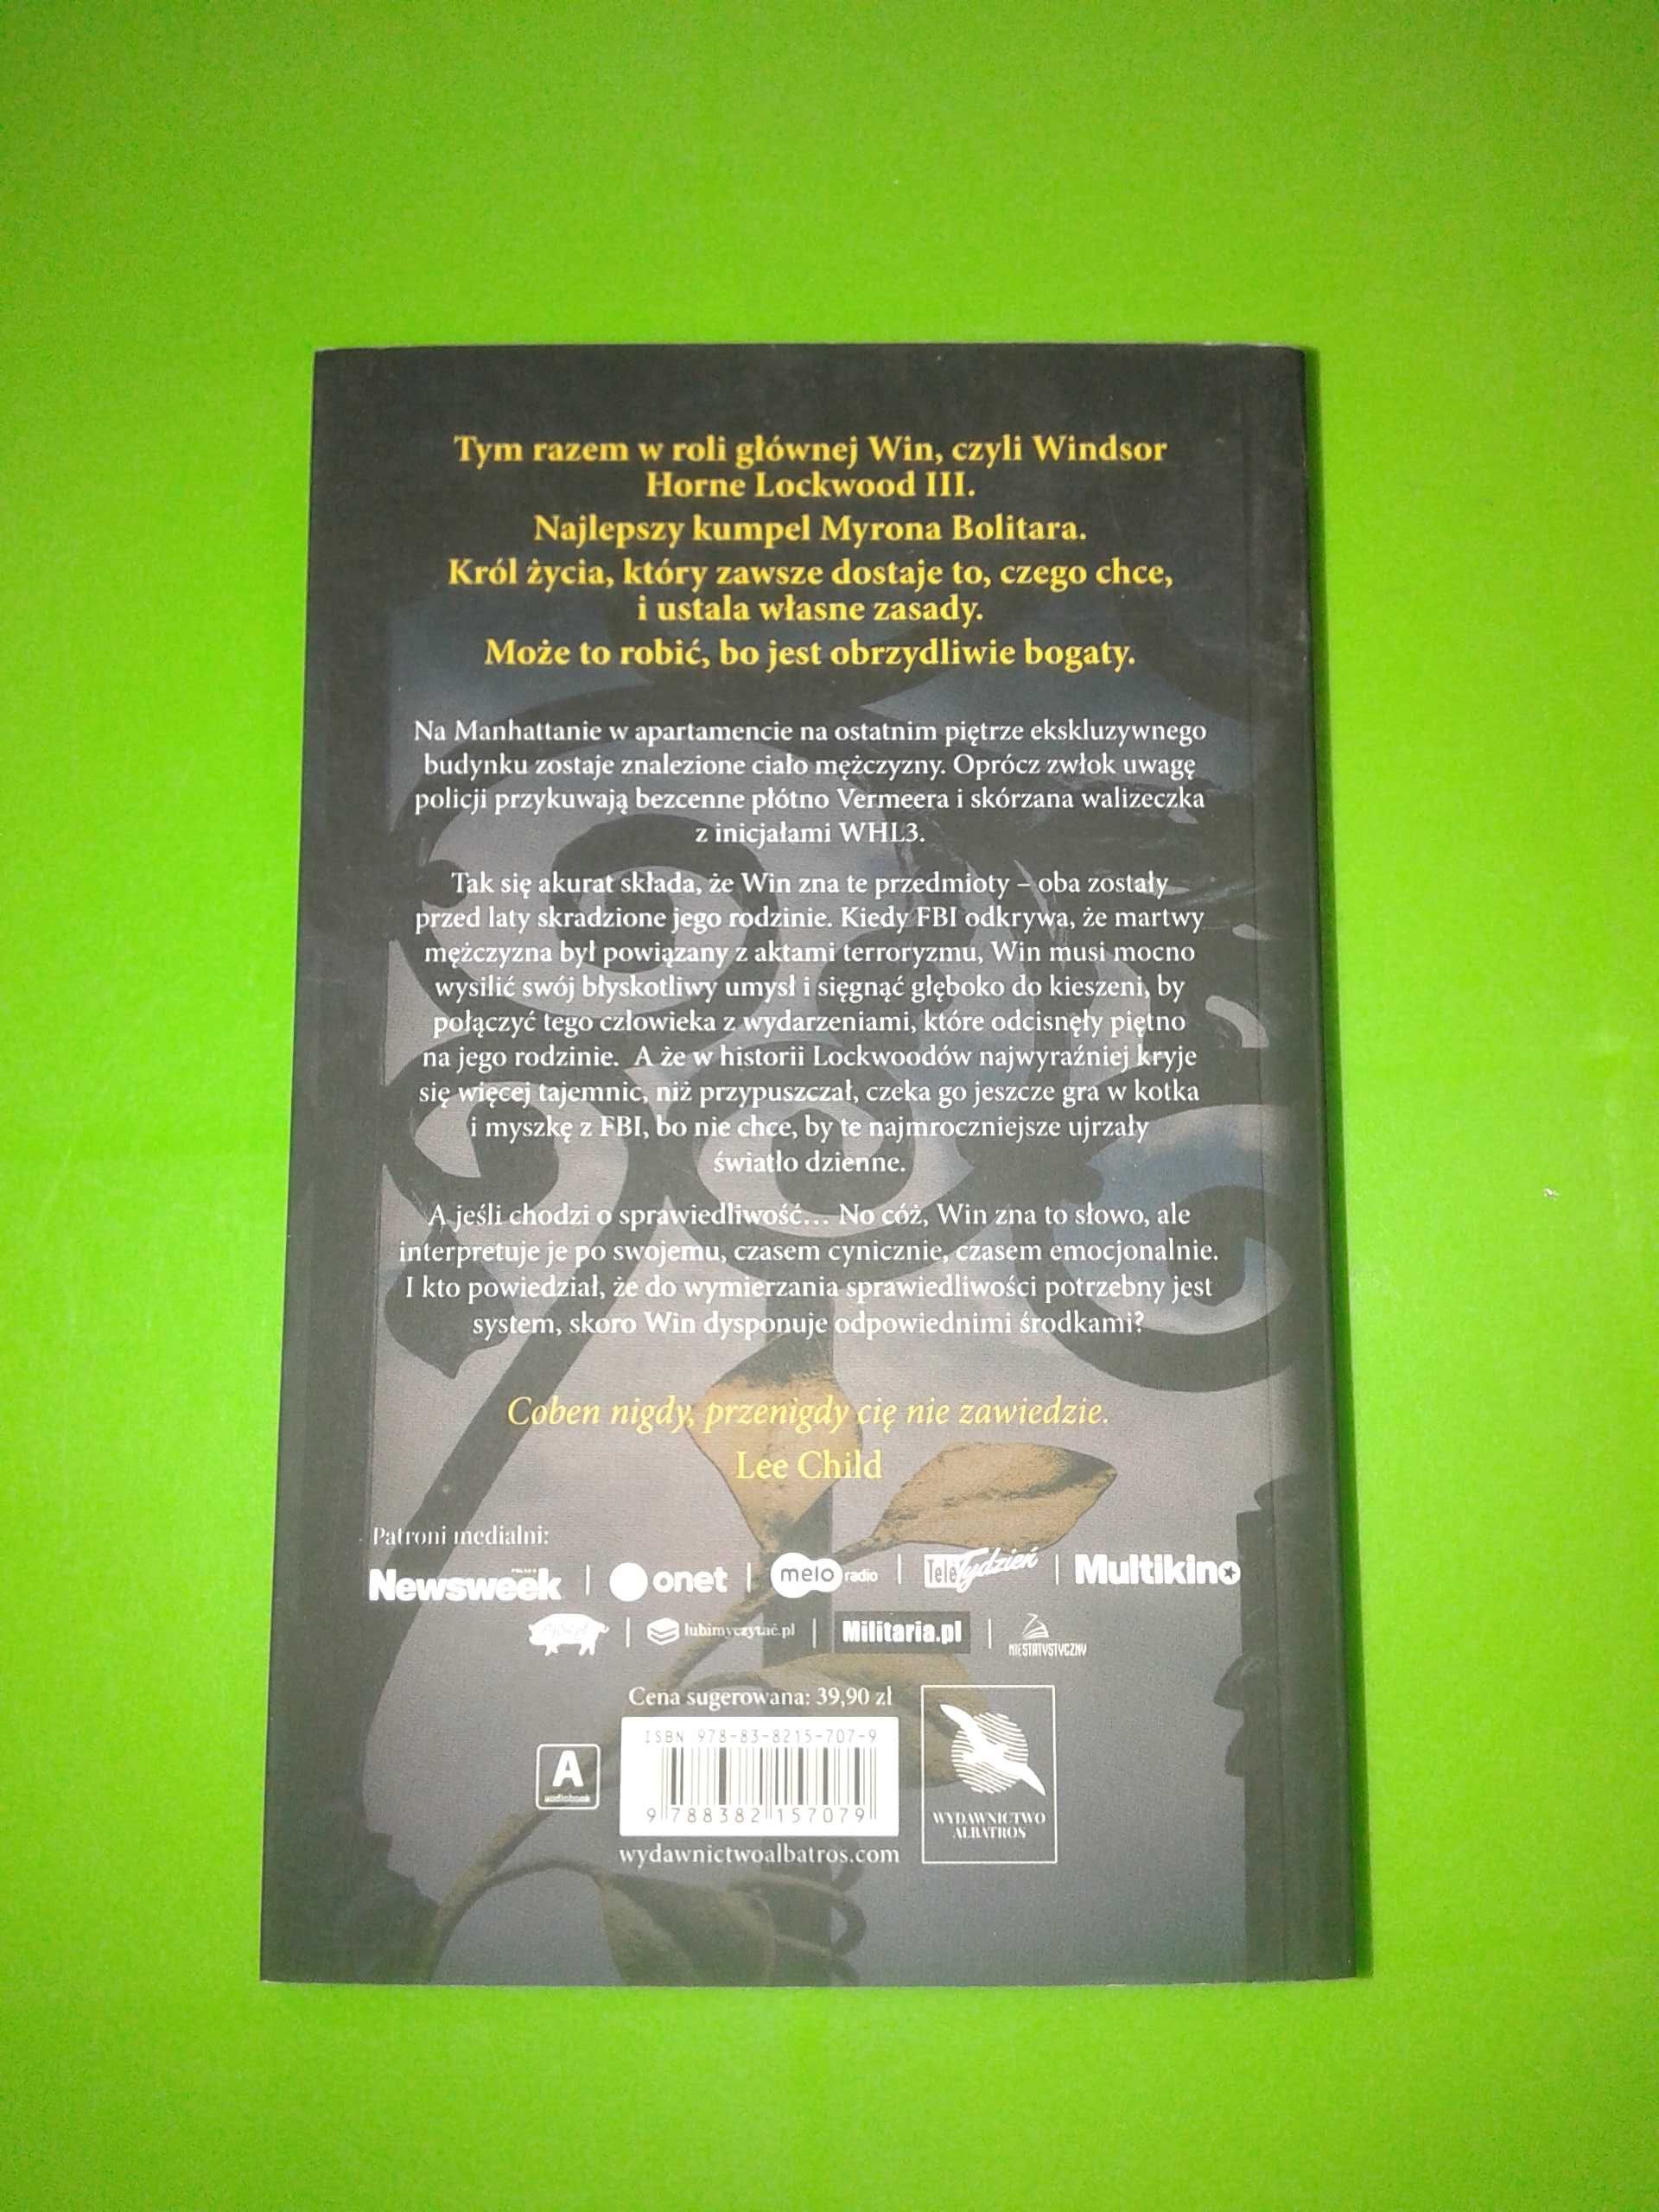 Tym razem w roli głównej Win, czyli Windsor
Horne Lockwood III.
Najlepszy kumpel Myrona Bolitara.
Król życia, który zawsze dostaje to, czego chce,
i ustala własne zasady.
Może to robić, bo jest obrzydliwie bogaty.
Na Manhattanie w apartamencie na ostatnim piętrze ekskluzywnego
budynku zostaje znalezione ciało mężczyzny. Oprócz zwłok uwagę
policji przykuwają bezcenne płótno Vermeera i skórzana walizeczka
z inicjałami WHL3.
Tak się akurat składa, że Win zna te przedmioty – oba zostały
przed laty skradzione jego rodzinie. Kiedy FBI odkrywa, że martwy
mężczyzna był powiązany z aktami terroryzmu, Win musi mocno
wysilić swój błyskotliwy umysł i sięgnąć głęboko do kieszeni, by
połączyć tego człowieka z wydarzeniami, które odcisnęły piętno
na jego rodzinie. A że w historii Lockwoodów najwyraźniej kryje
się więcej tajemnic, niż przypuszczał, czeka go jeszcze gra w kotka
i myszkę z FBI, bo nie chce, by te najmroczniejsze ujrzały
światło dzienne.
A jeśli chodzi o sprawiedliwość... No cóż, Win zna to słowo, ale
interpretuje je po swojemu, czasem cynicznie, czasem emocjonalnie.
I kto powiedział, że do wymierzania sprawiedliwości potrzebny jest
system, skoro Win dysponuje odpowiednimi środkami?
Coben nigdy, przenigdy cię nie zawiedzie.
Lee Child
Patroni medialni:
Newsweek | onet | melo radio | Tele Tydzień | Multikino
| lubimyczytać.pl | Militaria.pl | NIESTATYSTYCZNY
Cena sugerowana: 39,90 zł
ISBN 978-83-8215-707-9
A
audiobook
9 788382 157079
WYDAWNICTWO
ALBATROS
wydawnictwoalbatros.com